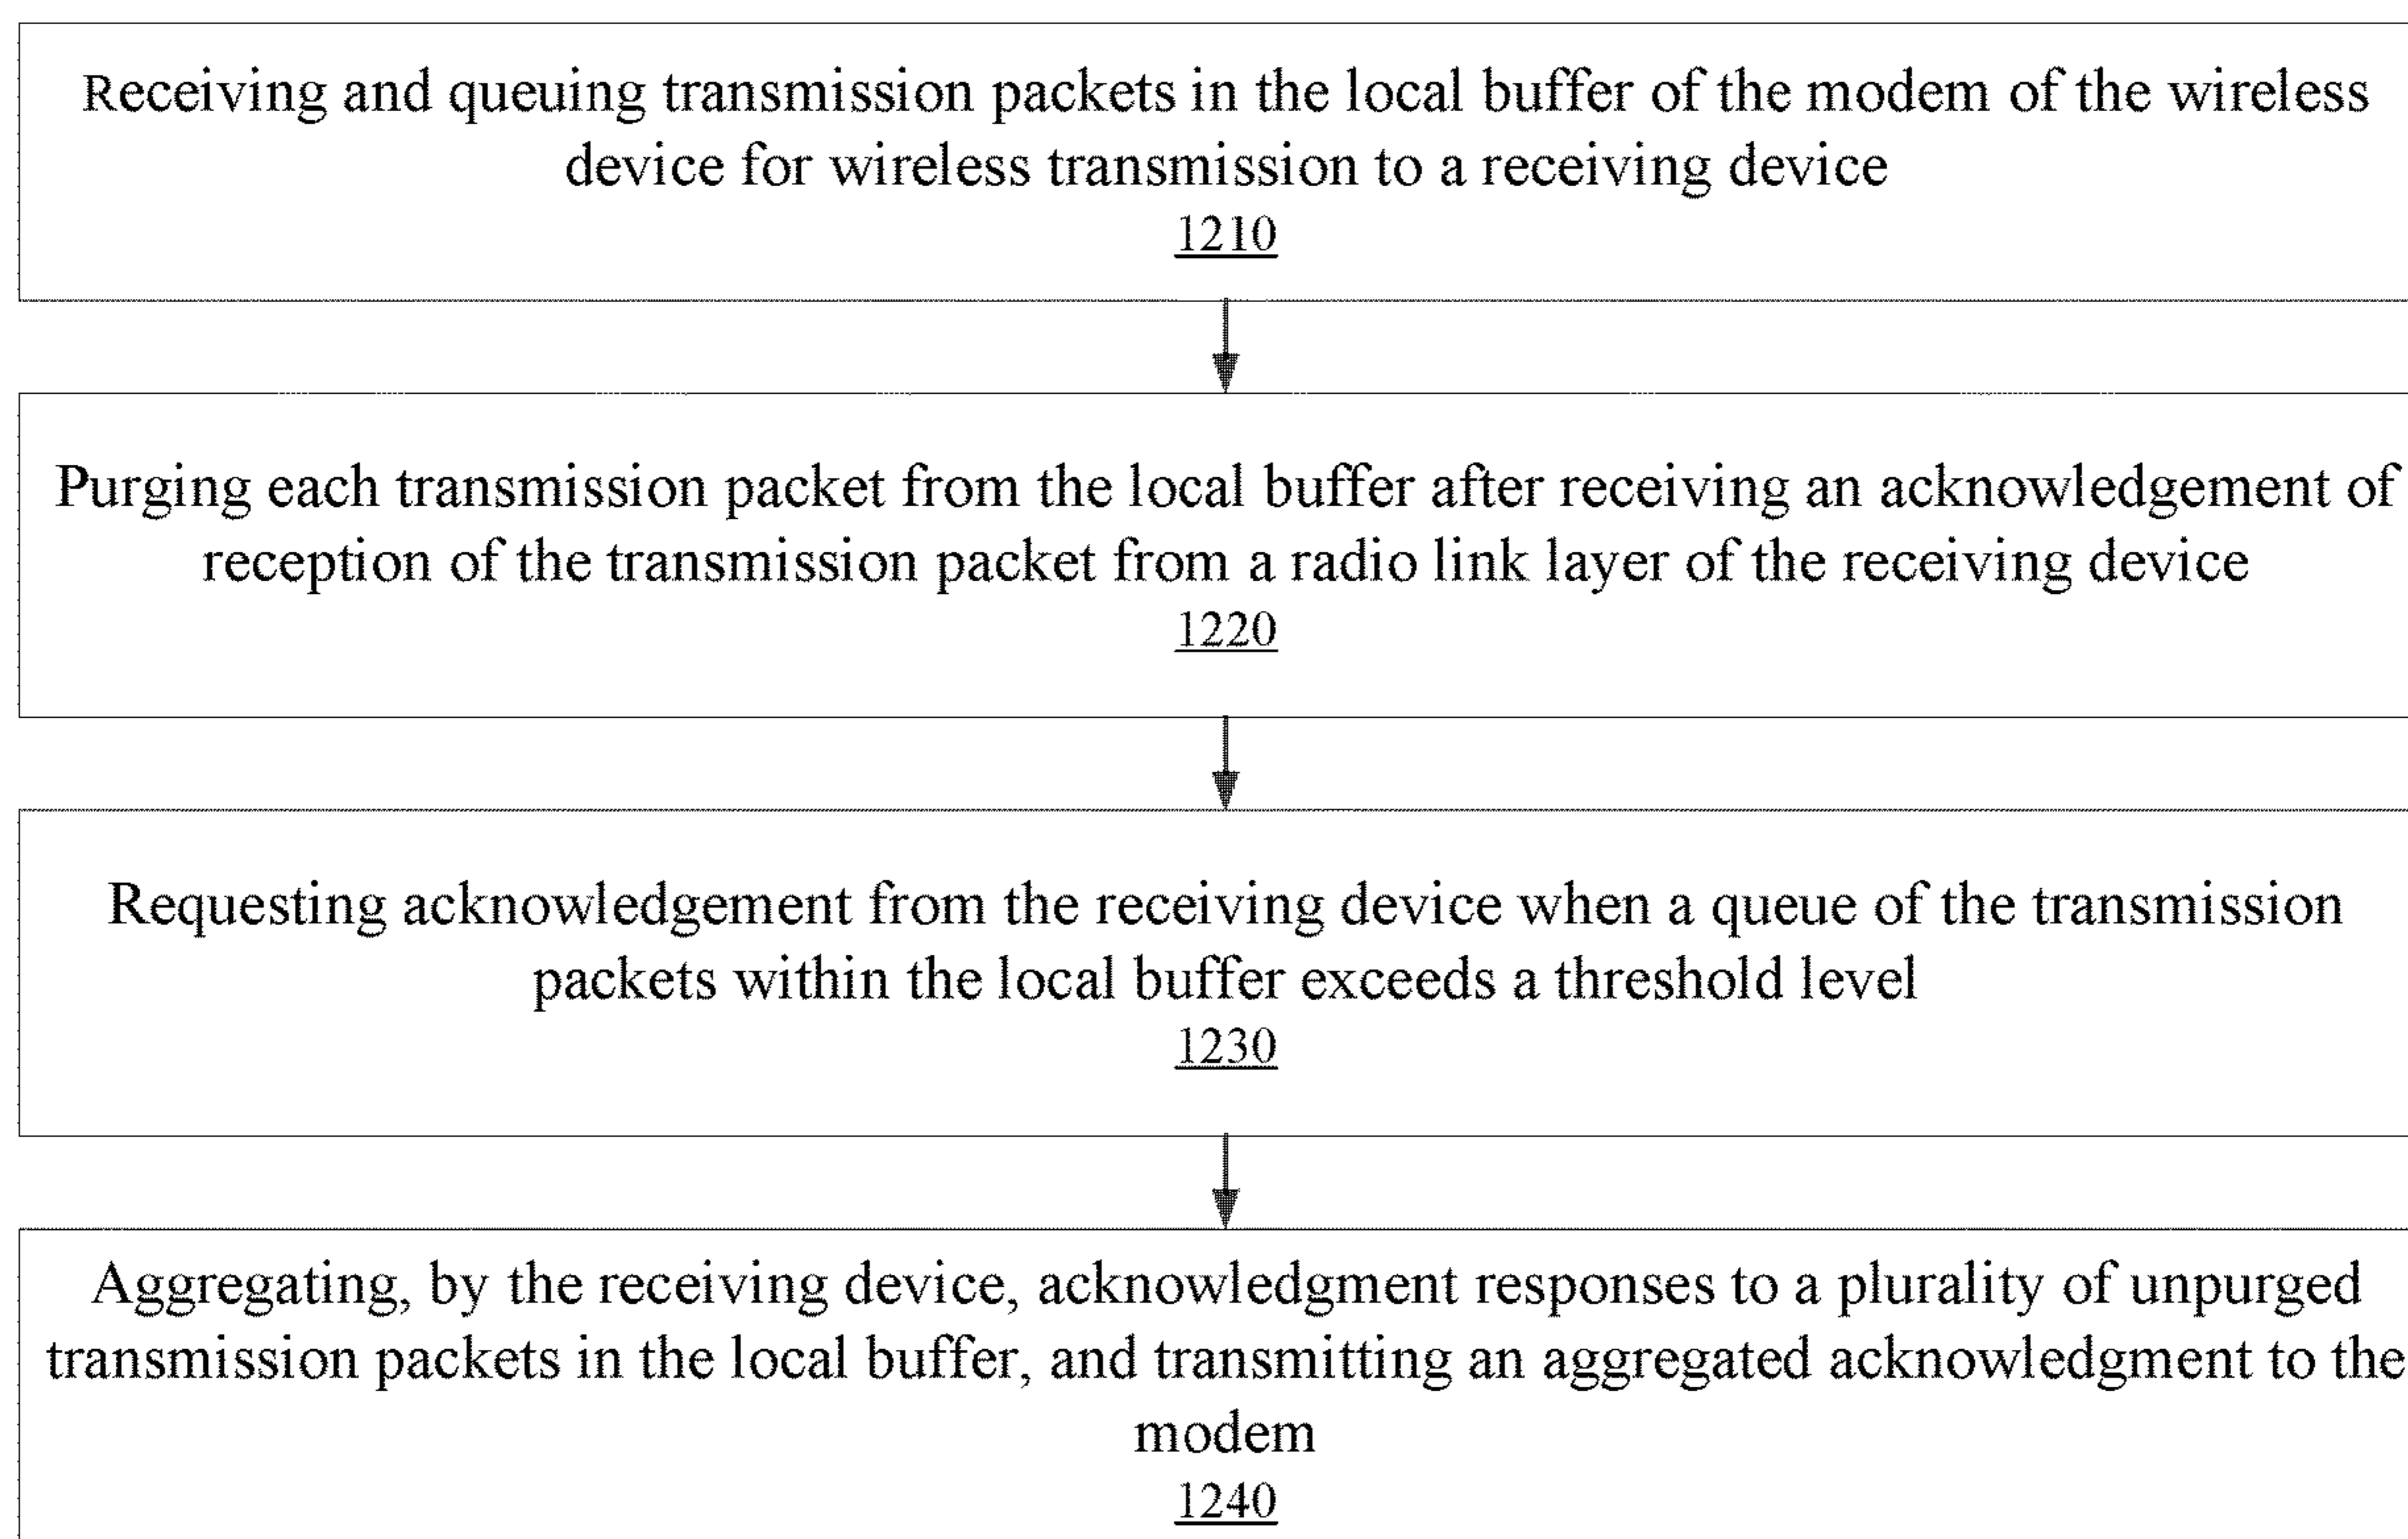 Receiving and queuing transmission packets in the local buffer of the modem of the wireless
device for wireless transmission to a receiving device
1210
Purging each transmission packet from the local buffer after receiving an acknowledgement of
reception of the transmission packet from a radio link layer of the receiving device
1220
Requesting acknowledgement from the receiving device when a queue of the transmission
packets within the local buffer exceeds a threshold level
1230
Aggregating, by the receiving device, acknowledgment responses to a plurality of unpurged
transmission packets in the local buffer, and transmitting an aggregated acknowledgment to the
modem
1240